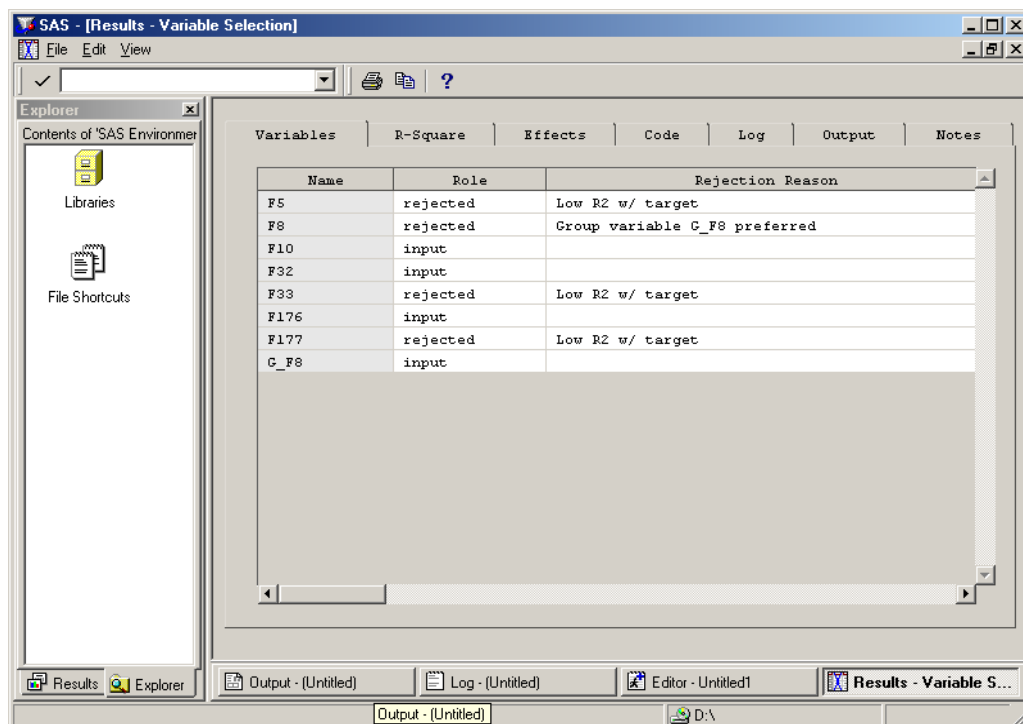 SAS - [Results - Variable Selection]
File Edit View
?
Explorer
Contents of 'SAS Environmer
Libraries
File Shortcuts
Variables R-Square Effects Code Log Output Notes
Name Role Rejection Reason
F5 rejected Low R2 w/ target
F8 rejected Group variable G_F8 preferred
F10 input
F32 input
F33 rejected Low R2 w/ target
F176 input
F177 rejected Low R2 w/ target
G_F8 input
Results Explorer
Output - (Untitled) Log - (Untitled) Editor - Untitled1 Results - Variable S...
Output - (Untitled) D:\